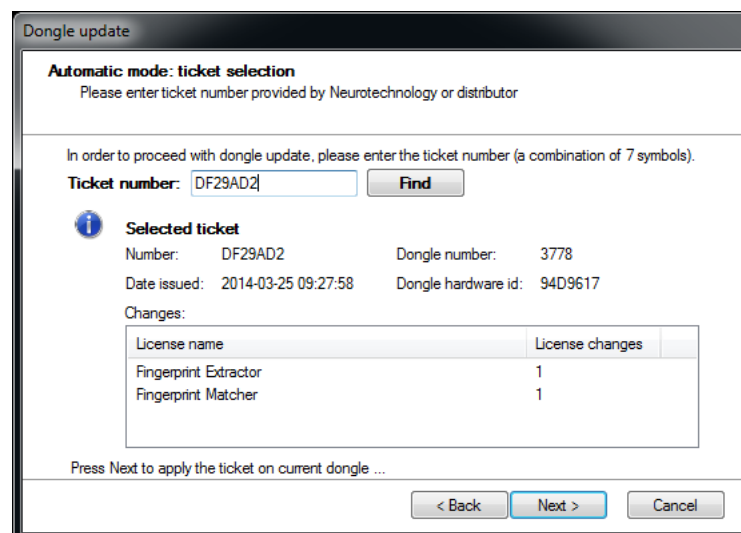 Dongle update
Automatic mode: ticket selection
Please enter ticket number provided by Neurotechnology or distributor
In order to proceed with dongle update, please enter the ticket number (a combination of 7 symbols).
Ticket number: DF29AD2 Find
Selected ticket
Number: DF29AD2 Dongle number: 3778
Date issued: 2014-03-25 09:27:58 Dongle hardware id: 94D9617
Changes:
License name License changes
Fingerprint Extractor 1
Fingerprint Matcher 1
Press Next to apply the ticket on current dongle ...
< Back Next > Cancel